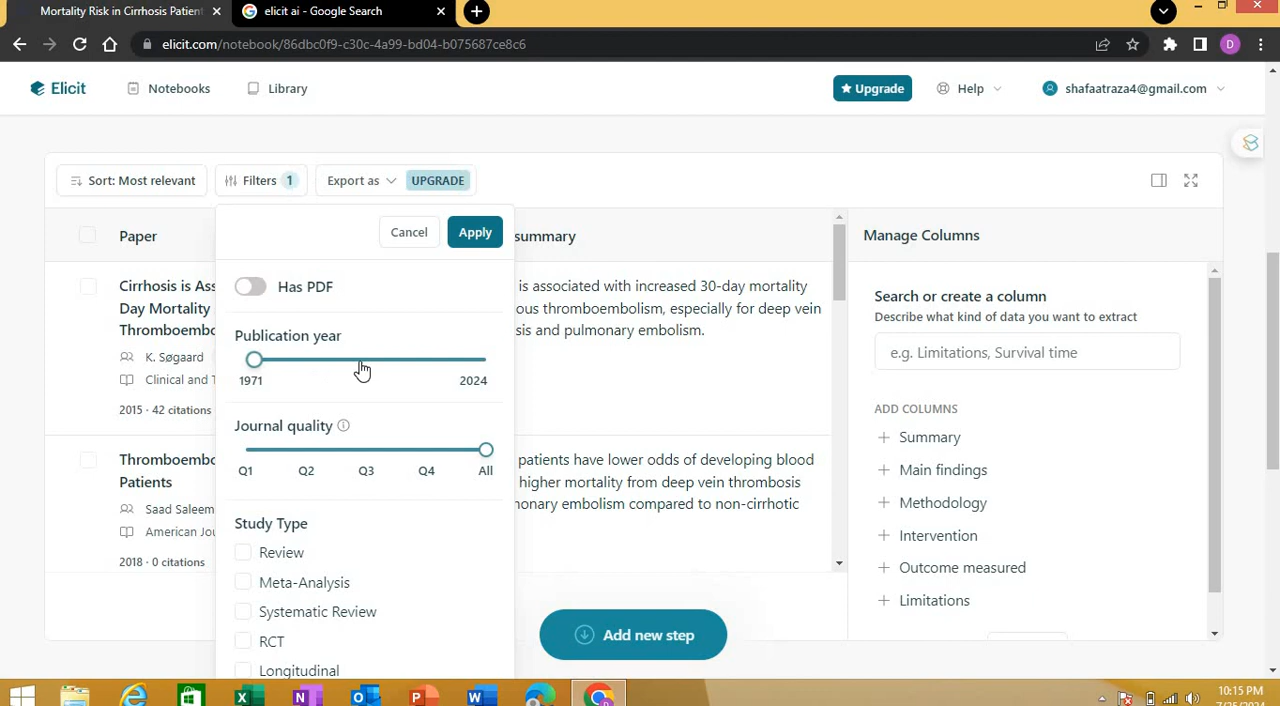 Mortality Risk in Cirrhosis Patient
elicit ai - Google Search
elicit.com/notebook/86dbc0f9-c30c-4a99-bd04-b075687ce8c6
D
Elicit
Notebooks
Library
Upgrade
Help
shafaatraza4@gmail.com
Sort: Most relevant
Filters 1
Export as UPGRADE
Paper
summary
Manage Columns
Cancel
Apply
Cirrhosis is Ass
Day Mortality
Thromboembo
K. Søgaard
Clinical and T
2015 · 42 citations
is associated with increased 30-day mortality
ous thromboembolism, especially for deep vein
sis and pulmonary embolism.
Has PDF
Publication year
1971 2024
Journal quality
Q1 Q2 Q3 Q4 All
Study Type
Review
Meta-Analysis
Systematic Review
RCT
Longitudinal
Thromboembo
Patients
Saad Saleem
American Jou
2018 · 0 citations
patients have lower odds of developing blood
higher mortality from deep vein thrombosis
monary embolism compared to non-cirrhotic
Search or create a column
Describe what kind of data you want to extract
e.g. Limitations, Survival time
ADD COLUMNS
Summary
Main findings
Methodology
Intervention
Outcome measured
Limitations
Add new step
10:15 PM